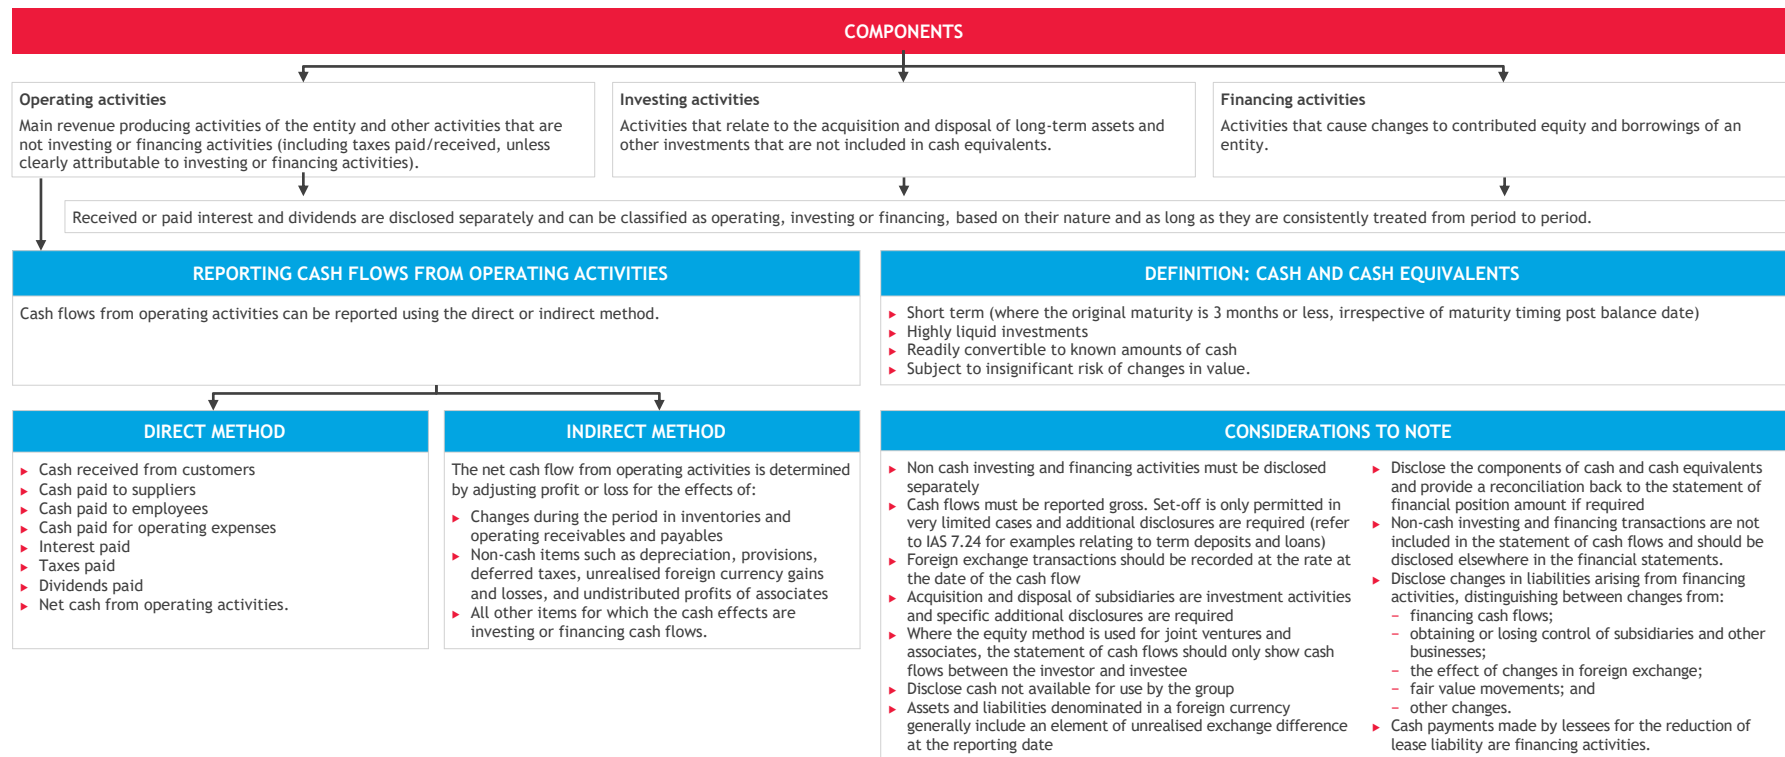 COMPONENTS
Operating activities
Main revenue producing activities of the entity and other activities that are
not investing or financing activities (including taxes paid/received, unless
clearly attributable to investing or financing activities).
Investing activities
Activities that relate to the acquisition and disposal of long-term assets and
other investments that are not included in cash equivalents.
Financing activities
Activities that cause changes to contributed equity and borrowings of an
entity.
Received or paid interest and dividends are disclosed separately and can be classified as operating, investing or financing, based on their nature and as long as they are consistently treated from period to period.
REPORTING CASH FLOWS FROM OPERATING ACTIVITIES
Cash flows from operating activities can be reported using the direct or indirect method.
DEFINITION: CASH AND CASH EQUIVALENTS
► Short term (where the original maturity is 3 months or less, irrespective of maturity timing post balance date)
► Highly liquid investments
► Readily convertible to known amounts of cash
► Subject to insignificant risk of changes in value.
DIRECT METHOD
► Cash received from customers
► Cash paid to suppliers
► Cash paid to employees
► Cash paid for operating expenses
► Interest paid
► Taxes paid
► Dividends paid
► Net cash from operating activities.
INDIRECT METHOD
The net cash flow from operating activities is determined
by adjusting profit or loss for the effects of:
► Changes during the period in inventories and
operating receivables and payables
► Non-cash items such as depreciation, provisions,
deferred taxes, unrealised foreign currency gains
and losses, and undistributed profits of associates
► All other items for which the cash effects are
investing or financing cash flows.
CONSIDERATIONS TO NOTE
► Non cash investing and financing activities must be disclosed
separately
► Cash flows must be reported gross. Set-off is only permitted in
very limited cases and additional disclosures are required (refer
to IAS 7.24 for examples relating to term deposits and loans)
► Foreign exchange transactions should be recorded at the rate at
the date of the cash flow
► Acquisition and disposal of subsidiaries are investment activities
and specific additional disclosures are required
► Where the equity method is used for joint ventures and
associates, the statement of cash flows should only show cash
flows between the investor and investee
► Disclose cash not available for use by the group
► Assets and liabilities denominated in a foreign currency
generally include an element of unrealised exchange difference
at the reporting date
► Disclose the components of cash and cash equivalents
and provide a reconciliation back to the statement of
financial position amount if required
► Non-cash investing and financing transactions are not
included in the statement of cash flows and should be
disclosed elsewhere in the financial statements.
► Disclose changes in liabilities arising from financing
activities, distinguishing between changes from:
− financing cash flows;
− obtaining or losing control of subsidiaries and other
businesses;
− the effect of changes in foreign exchange;
− fair value movements; and
− other changes.
► Cash payments made by lessees for the reduction of
lease liability are financing activities.